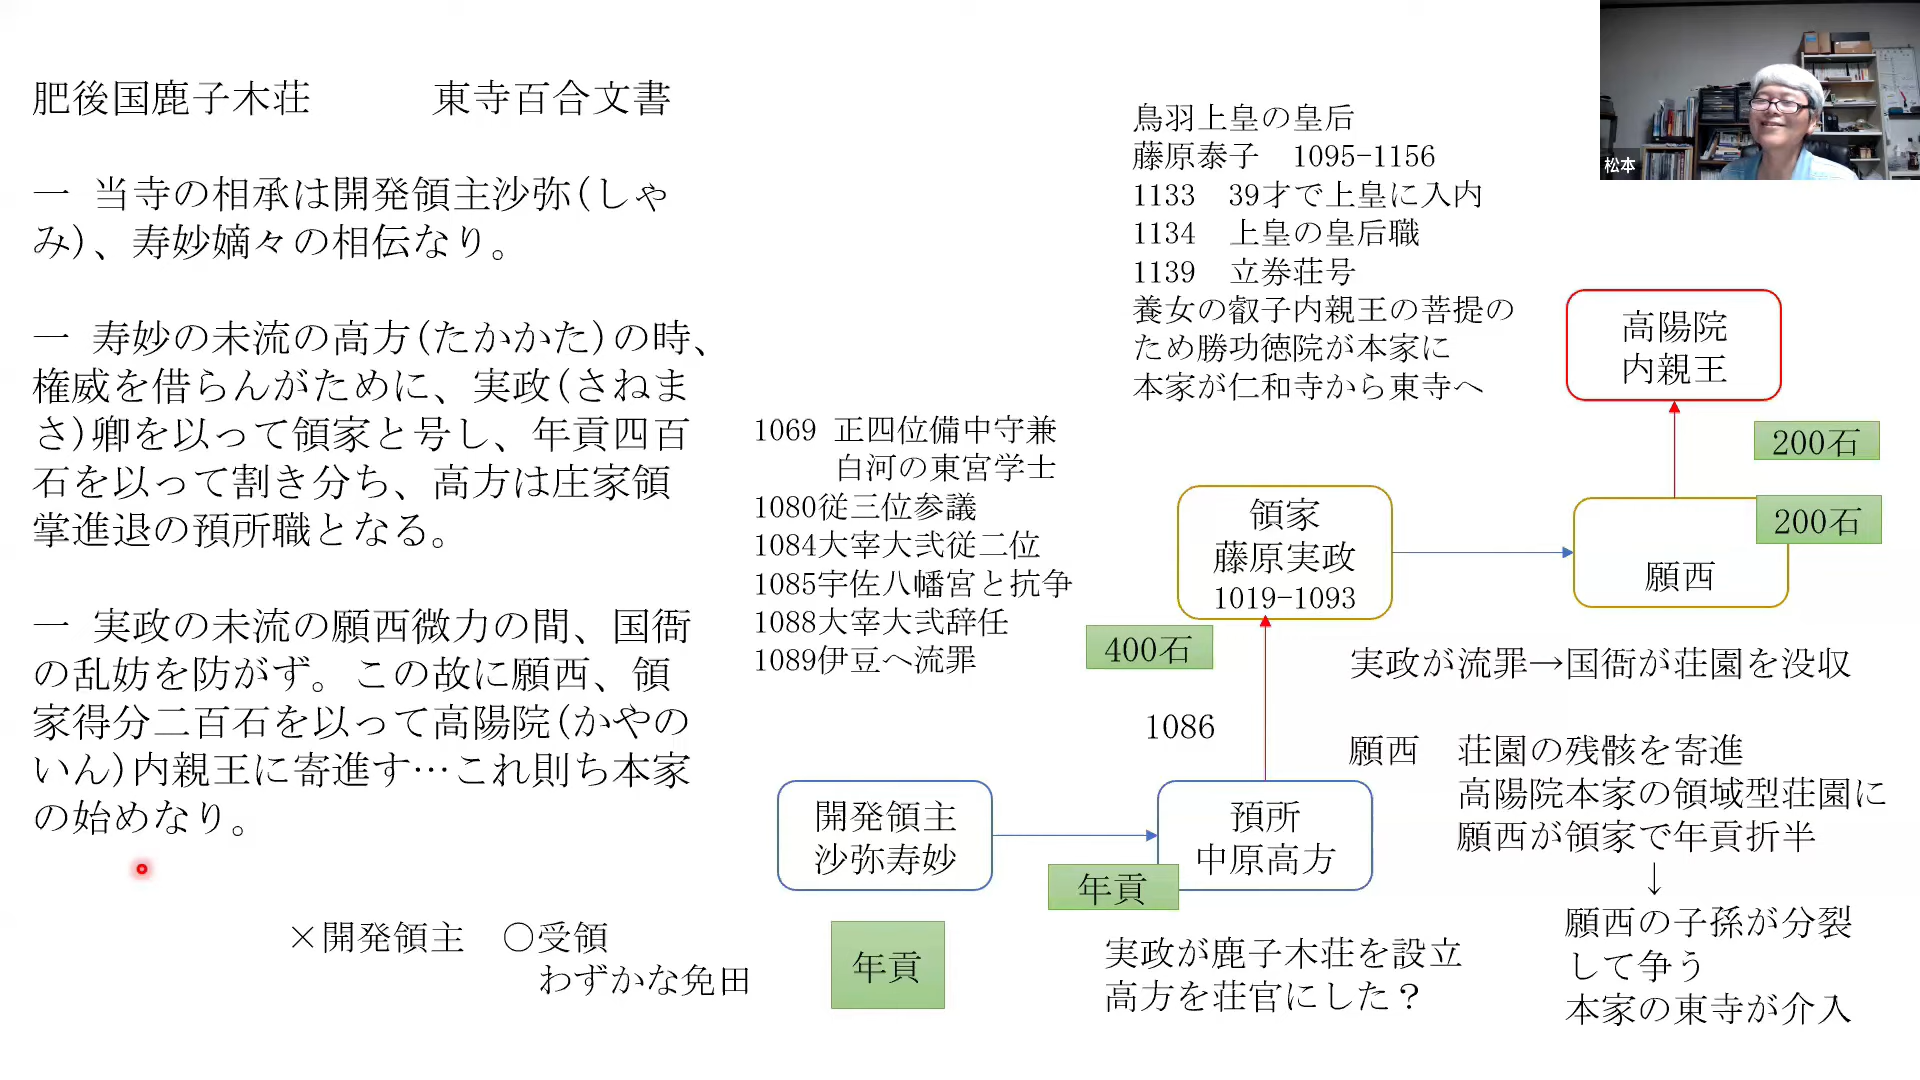 肥後国鹿子木荘　　　東寺百合文書
一 当寺の相承は開発領主沙弥(しゃ
み)、寿妙嫡々の相伝なり。
一 寿妙の未流の高方(たかかた)の時、
権威を借らんがために、実政(さねま
さ)卿を以って領家と号し、年貢四百
石を以って割き分ち、高方は庄家領
掌進退の預所職となる。
一 実政の未流の願西微力の間、国衙
の乱妨を防がず。この故に願西、領
家得分二百石を以って高陽院(かやの
いん)内親王に寄進す…これ則ち本家
の始めなり。
×開発領主　○受領
わずかな免田
1069 正四位備中守兼
白河の東宮学士
1080従三位参議
1084大宰大弐従二位
1085宇佐八幡宮と抗争
1088大宰大弐辞任
1089伊豆へ流罪
鳥羽上皇の皇后
藤原泰子　1095-1156
1133　39才で上皇に入内
1134　上皇の皇后職
1139　立券荘号
養女の叡子内親王の菩提の
ため勝功徳院が本家に
本家が仁和寺から東寺へ
松本
高陽院
内親王
200石
200石
願西
領家
藤原実政
1019-1093
400石
1086
開発領主
沙弥寿妙
預所
中原高方
年貢
年貢
実政が鹿子木荘を設立
高方を荘官にした？
実政が流罪→国衙が荘園を没収
願西　荘園の残骸を寄進
高陽院本家の領域型荘園に
願西が領家で年貢折半
↓
願西の子孫が分裂
して争う
本家の東寺が介入